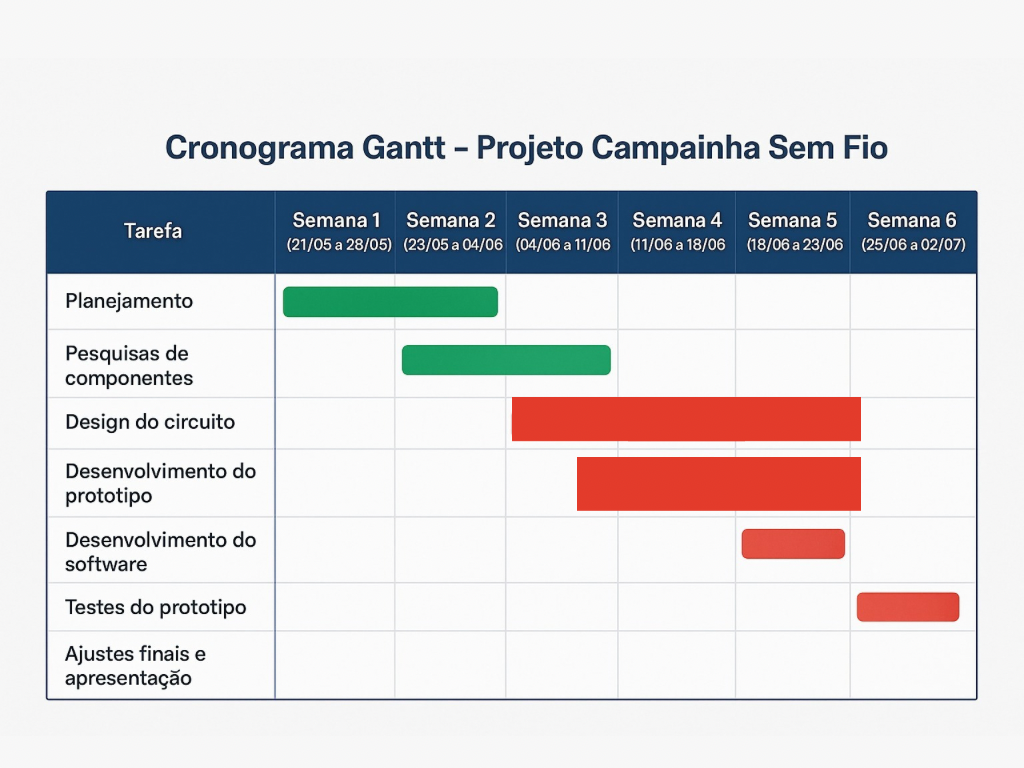 Cronograma Gantt – Projeto Campainha Sem Fio
Tarefa
Semana 1
(21/05 a 28/05)
Semana 2
(23/05 a 04/06
Semana 3
(04/06 a 11/06
Semana 4
(11/06 a 18/06
Semana 5
(18/06 a 23/06
Semana 6
(25/06 a 02/07)
Planejamento
Pesquisas de
componentes
Design do circuito
Desenvolvimento do
prototipo
Desenvolvimento do
software
Testes do prototipo
Ajustes finais e
apresentação